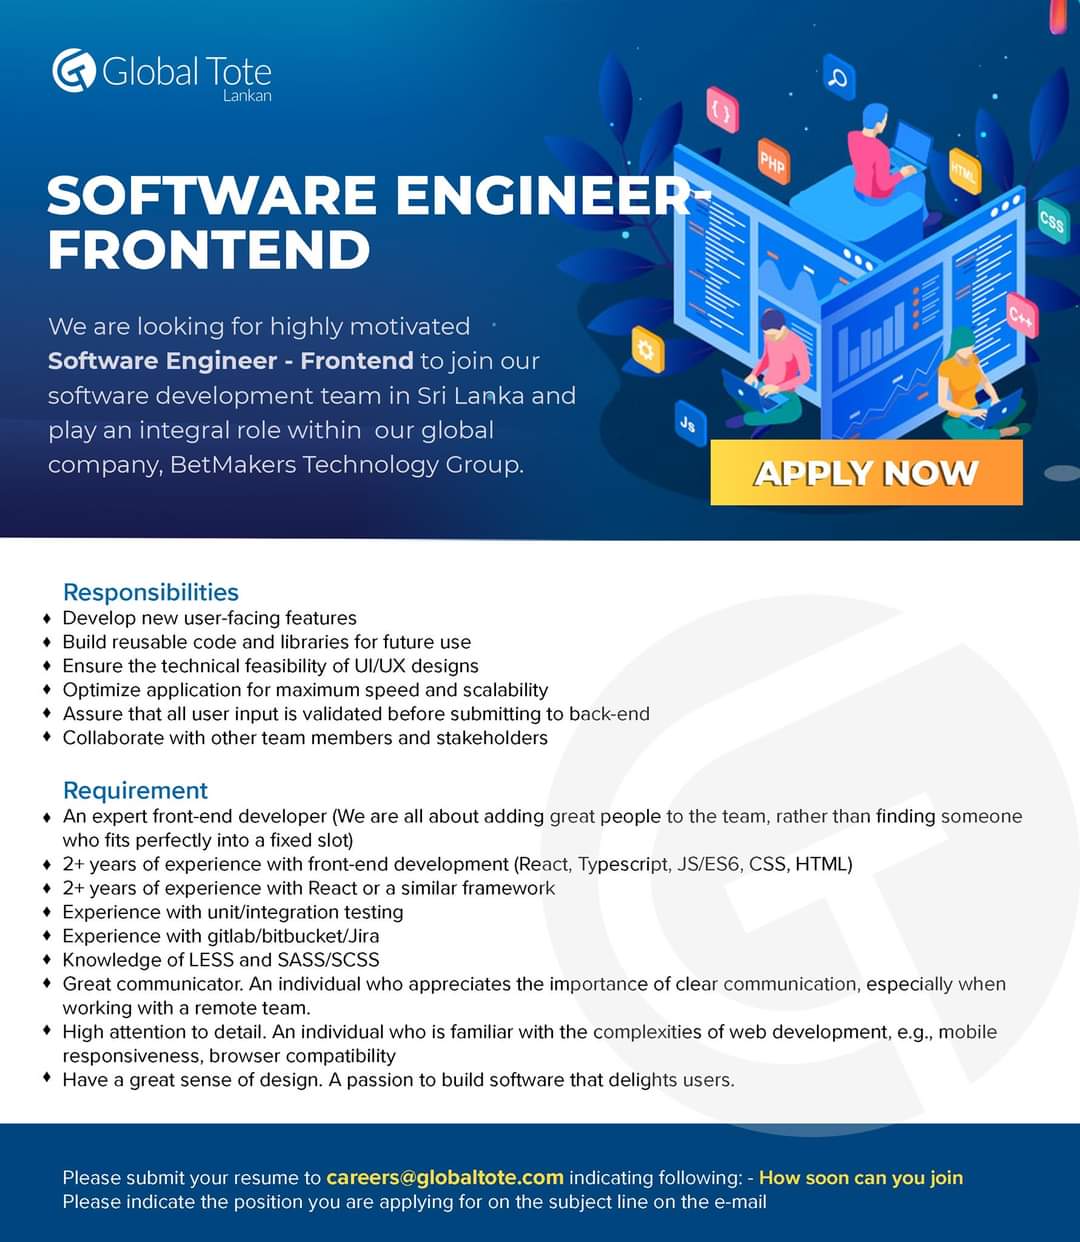 Global Tote
Lankan
SOFTWARE ENGINEER-
FRONTEND
We are looking for highly motivated
Software Engineer - Frontend to join our
software development team in Sri Lanka and
play an integral role within  our global
company, BetMakers Technology Group.
{ }
PHP
HTML
CSS
C++
Js
APPLY NOW
Responsibilities
♦ Develop new user-facing features
♦ Build reusable code and libraries for future use
♦ Ensure the technical feasibility of UI/UX designs
♦ Optimize application for maximum speed and scalability
♦ Assure that all user input is validated before submitting to back-end
♦ Collaborate with other team members and stakeholders
Requirement
♦ An expert front-end developer (We are all about adding great people to the team, rather than finding someone
who fits perfectly into a fixed slot)
♦ 2+ years of experience with front-end development (React, Typescript, JS/ES6, CSS, HTML)
♦ 2+ years of experience with React or a similar framework
♦ Experience with unit/integration testing
♦ Experience with gitlab/bitbucket/Jira
♦ Knowledge of LESS and SASS/SCSS
♦ Great communicator. An individual who appreciates the importance of clear communication, especially when
working with a remote team.
♦ High attention to detail. An individual who is familiar with the complexities of web development, e.g., mobile
responsiveness, browser compatibility
♦ Have a great sense of design. A passion to build software that delights users.
Please submit your resume to careers@globaltote.com indicating following: - How soon can you join
Please indicate the position you are applying for on the subject line on the e-mail